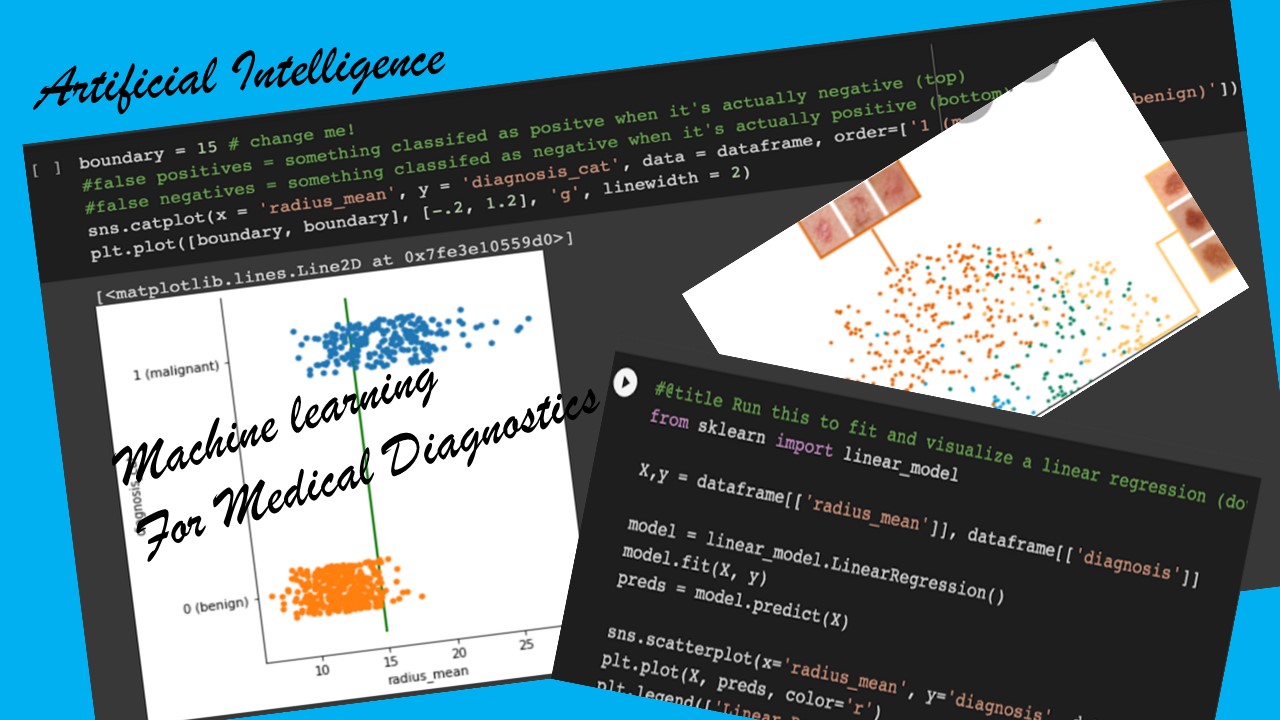 Artificial Intelligence
[ ] boundary = 15 # change me!
#false positives = something classifed as positve when it's actually negative (top)
#false negatives = something classifed as negative when it's actually positive (bottom)
sns.catplot(x = 'radius_mean', y = 'diagnosis_cat', data = dataframe, order=['1 (m benign)'])
plt.plot([boundary, boundary], [-.2, 1.2], 'g', linewidth = 2)
[<matplotlib.lines.Line2D at 0x7fe3e10559d0>]
1 (malignant)
Machine learning
For Medical Diagnostics
0 (benign)
10 15 20 25
radius_mean
#@title Run this to fit and visualize a linear regression (do
from sklearn import linear_model
X,y = dataframe[['radius_mean']], dataframe[['diagnosis']]
model = linear_model.LinearRegression()
model.fit(X, y)
preds = model.predict(X)
sns.scatterplot(x='radius_mean', y='diagnosis',
plt.plot(X, preds, color='r')
plt.legend(['Linear